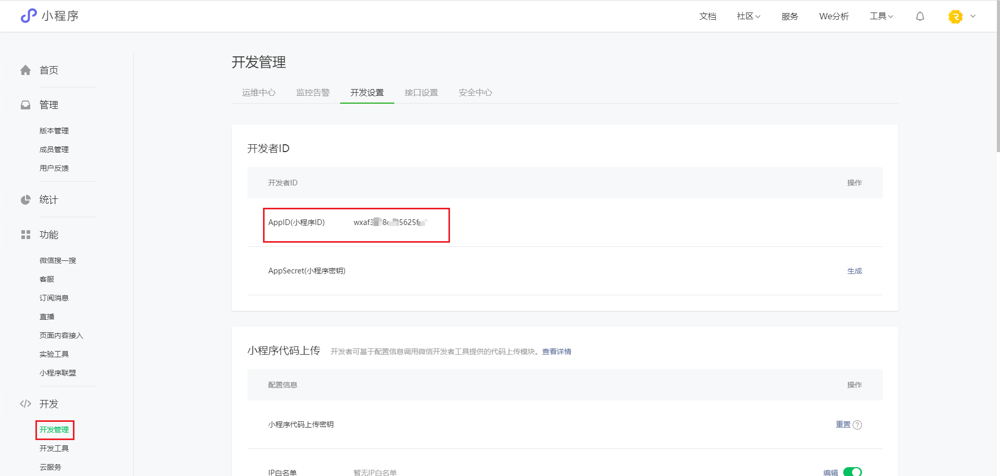 小程序
文档
社区
服务
We分析
工具
首页
管理
版本管理
成员管理
用户反馈
统计
功能
微信搜一搜
客服
订阅消息
直播
页面内容接入
实验工具
小程序联盟
开发
开发管理
开发工具
云服务
开发管理
运维中心
监控告警
开发设置
接口设置
安全中心
开发者ID
开发者ID
操作
AppID(小程序ID)
AppSecret(小程序密钥)
生成
小程序代码上传
开发者可基于配置信息调用微信开发者工具提供的代码上传模块。查看详情
配置信息
操作
小程序代码上传密钥
重置 ?
IP白名单
暂无IP白名单
编辑